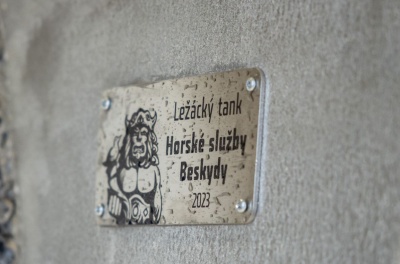 Ležácký tank
Horské služby
Beskydy
2023